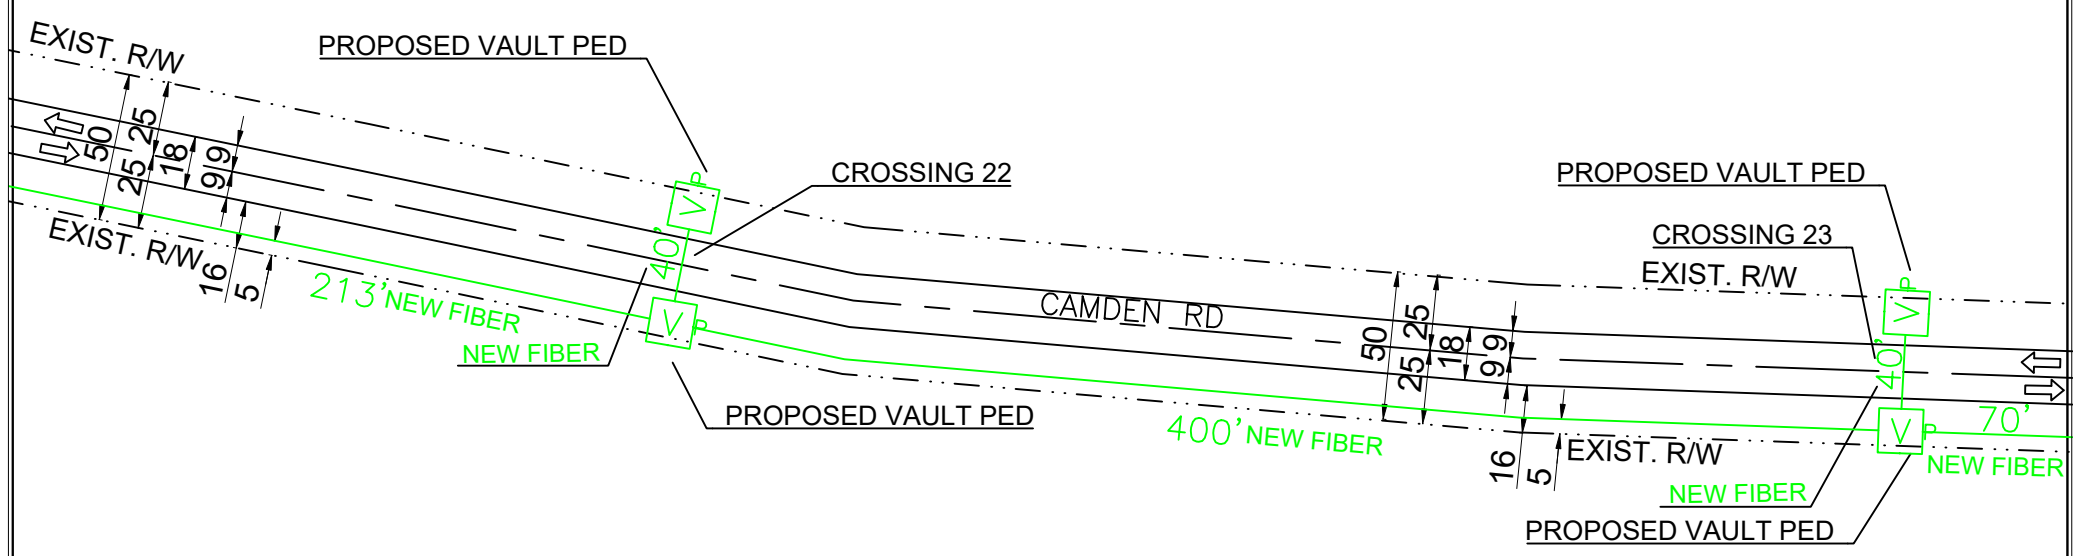 EXIST. R/W
PROPOSED VAULT PED
50
25
25
18
9
9
EXIST. R/W
16
5
213' NEW FIBER
NEW FIBER
P
V
40'
V
P
CROSSING 22
PROPOSED VAULT PED
CAMDEN RD
400' NEW FIBER
50
25
25
18
9
9
16
5
PROPOSED VAULT PED
CROSSING 23
EXIST. R/W
EXIST. R/W
P
V
40'
V
P
70'
NEW FIBER
NEW FIBER
PROPOSED VAULT PED